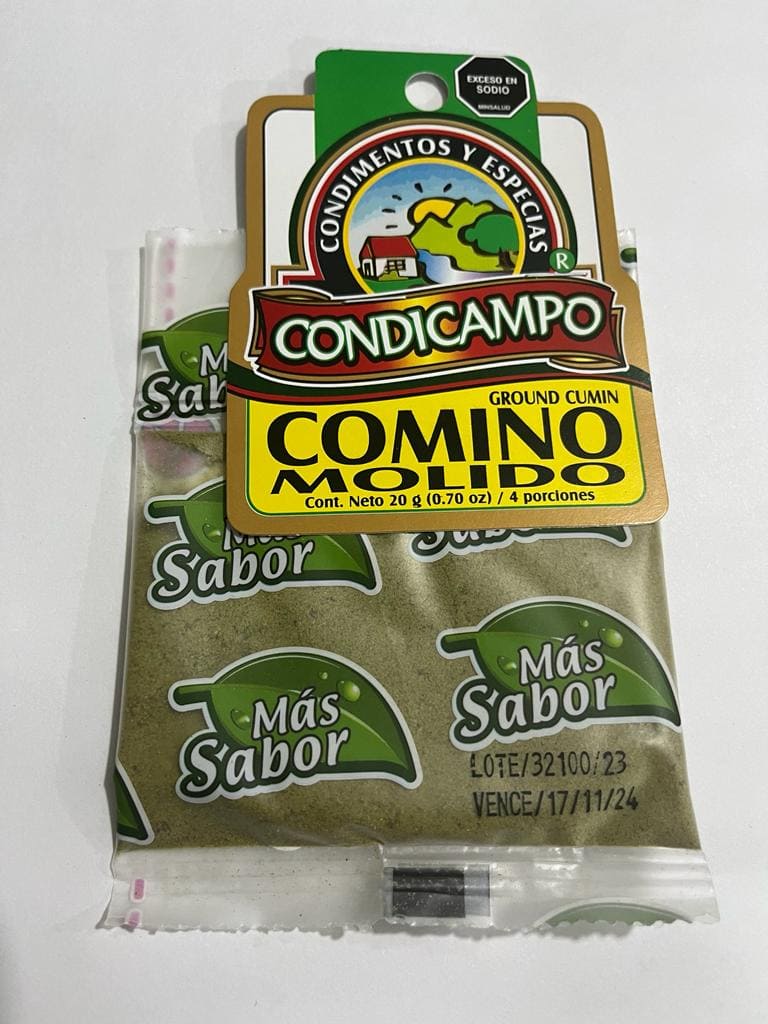 EXCESO EN
SODIO
MINSALUD
CONDIMENTOS Y ESPECIAS
®
CONDICAMPO
GROUND CUMIN
COMINO
MOLIDO
Cont. Neto 20 g (0.70 oz) / 4 porciones
Más
Sabor
Más
Sabor
Sabor
Más
Sabor
Más
Sabor
LOTE/32100/23
VENCE/17/11/24